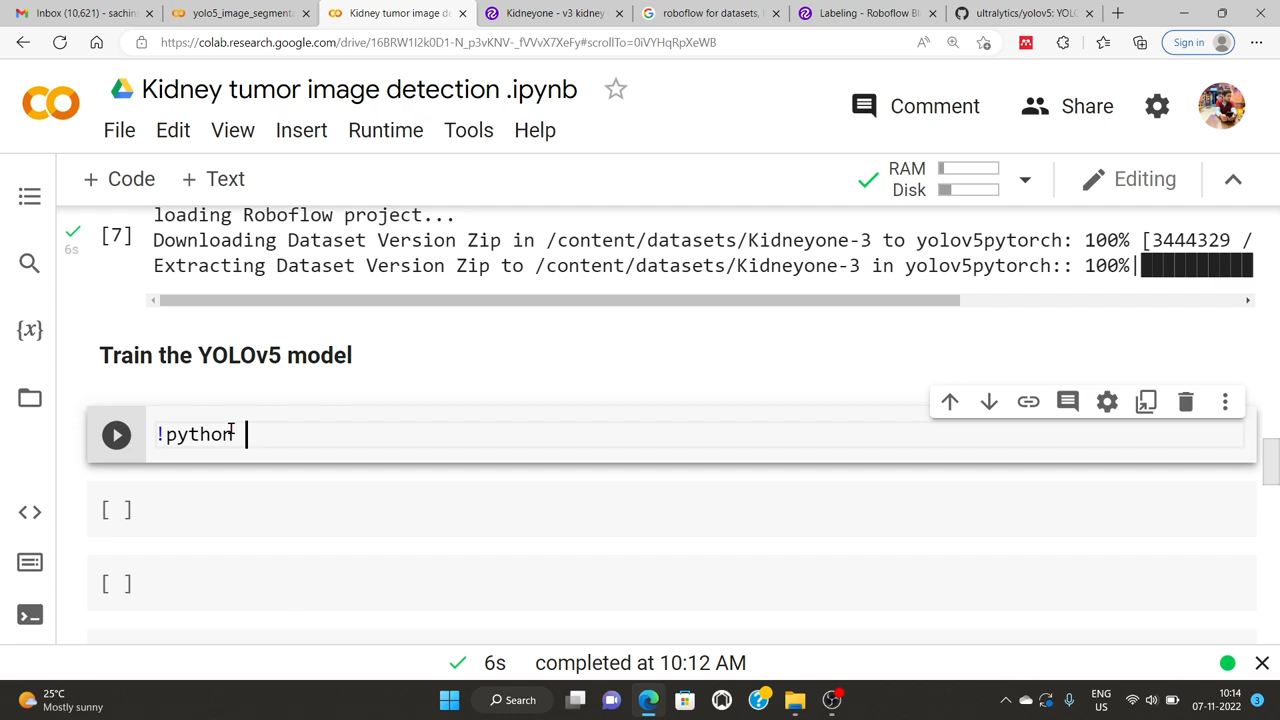 Inbox (10,621) - sachin
yolo5_image_segmenta
Kidney tumor image de
Kidneyone - v3 kidney
roboflow for datasets, l
Labeling - Roboflow Bl
ultralytics/yolov5: YOLO
https://colab.research.google.com/drive/16BRW1I2k0D1-N_p3vKNV-_fVVvX7XeFy#scrollTo=0iVYHqRpXeWB
Sign in
Kidney tumor image detection .ipynb
Comment
Share
File Edit View Insert Runtime Tools Help
+ Code + Text
RAM
Disk
Editing
loading Roboflow project...
[7]
6s
Downloading Dataset Version Zip in /content/datasets/Kidneyone-3 to yolov5pytorch: 100% [3444329 /
Extracting Dataset Version Zip to /content/datasets/Kidneyone-3 in yolov5pytorch:: 100%|
{x}
Train the YOLOv5 model
!python
[ ]
[ ]
6s completed at 10:12 AM
25°C
Mostly sunny
Search
ENG
US
10:14
07-11-2022
3